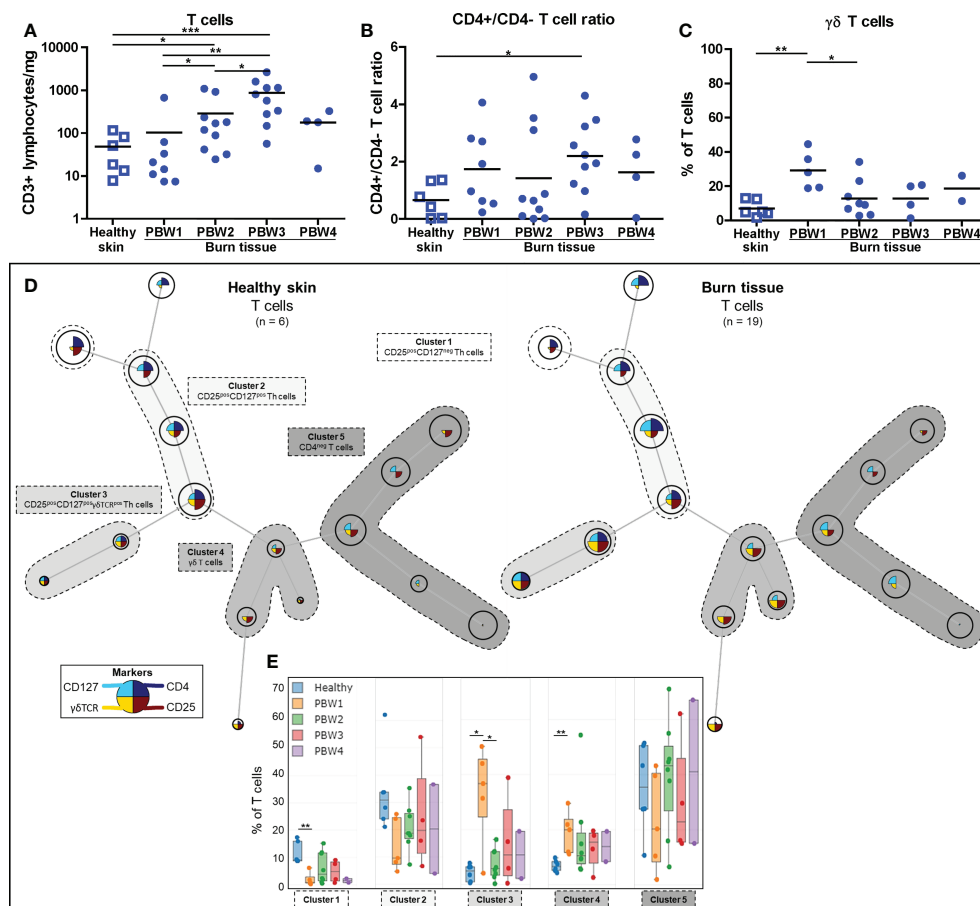 A
T cells
***
*
**
*
*
CD3+ lymphocytes/mg
10000
1000
100
10
1
Healthy skin
PBW1
PBW2
PBW3
PBW4
Burn tissue
B
CD4+/CD4- T cell ratio
*
CD4+/CD4- T cell ratio
6
4
2
0
Healthy skin
PBW1
PBW2
PBW3
PBW4
Burn tissue
C
γδ T cells
**
*
% of T cells
100
80
60
40
20
0
Healthy skin
PBW1
PBW2
PBW3
PBW4
Burn tissue
D
Healthy skin
T cells
(n = 6)
Burn tissue
T cells
(n = 19)
Cluster 1
CD25posCD127neg Th cells
Cluster 2
CD25posCD127pos Th cells
Cluster 5
CD4neg T cells
Cluster 3
CD25posCD127posγδTCRpos Th cells
Cluster 4
γδ T cells
Markers
CD127
CD4
γδTCR
CD25
E
% of T cells
70
60
50
40
30
20
10
0
Healthy
PBW1
PBW2
PBW3
PBW4
**
*
*
**
Cluster 1
Cluster 2
Cluster 3
Cluster 4
Cluster 5